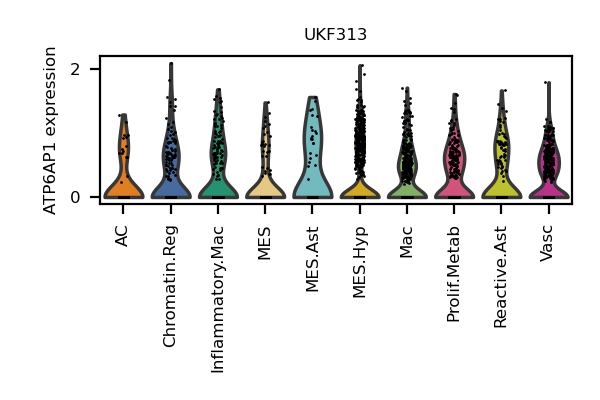 UKF313
ATP6AP1 expression
2
0
AC
Chromatin.Reg
Inflammatory.Mac
MES
MES.Ast
MES.Hyp
Mac
Prolif.Metab
Reactive.Ast
Vasc